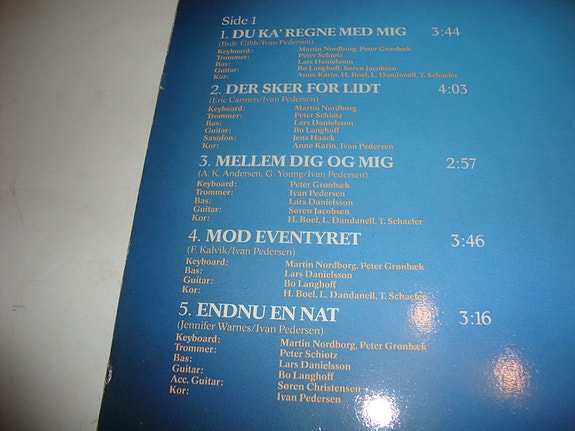 Side 1
1. DU KA' REGNE MED MIG 3:44
(Brdr. Gibb/Ivan Pedersen)
Keyboard: Martin Nordborg, Peter Grønbæk
Trommer: Peter Schiøtz
Bas: Lars Danielsson
Guitar: Bo Langhoff, Søren Jacobsen
Kor: Anne Karin, H. Boel, L. Dandanell, T. Schaefer
2. DER SKER FOR LIDT 4:03
(Eric Carmen/Ivan Pedersen)
Keyboard: Martin Nordborg
Trommer: Peter Schiøtz
Bas: Lars Danielsson
Guitar: Bo Langhoff
Saxofon: Jens Haack
Kor: Anne Karin, Ivan Pedersen
3. MELLEM DIG OG MIG 2:57
(A. K. Andersen, G. Young/Ivan Pedersen)
Keyboard: Peter Grønbæk
Trommer: Ivan Pedersen
Bas: Lars Danielsson
Guitar: Søren Jacobsen
Kor: H. Boel, L. Dandanell, T. Schaefer
4. MOD EVENTYRET 3:46
(F. Kalvik/Ivan Pedersen)
Keyboard: Martin Nordborg, Peter Grønbæk
Bas: Lars Danielsson
Guitar: Bo Langhoff
Kor: H. Boel, L. Dandanell, T. Schaefer
5. ENDNU EN NAT 3:16
(Jennifer Warnes/Ivan Pedersen)
Keyboard: Martin Nordborg, Peter Grønbæk
Trommer: Peter Schiøtz
Bas: Lars Danielsson
Guitar: Bo Langhoff
Acc. Guitar: Søren Christensen
Kor: Ivan Pedersen